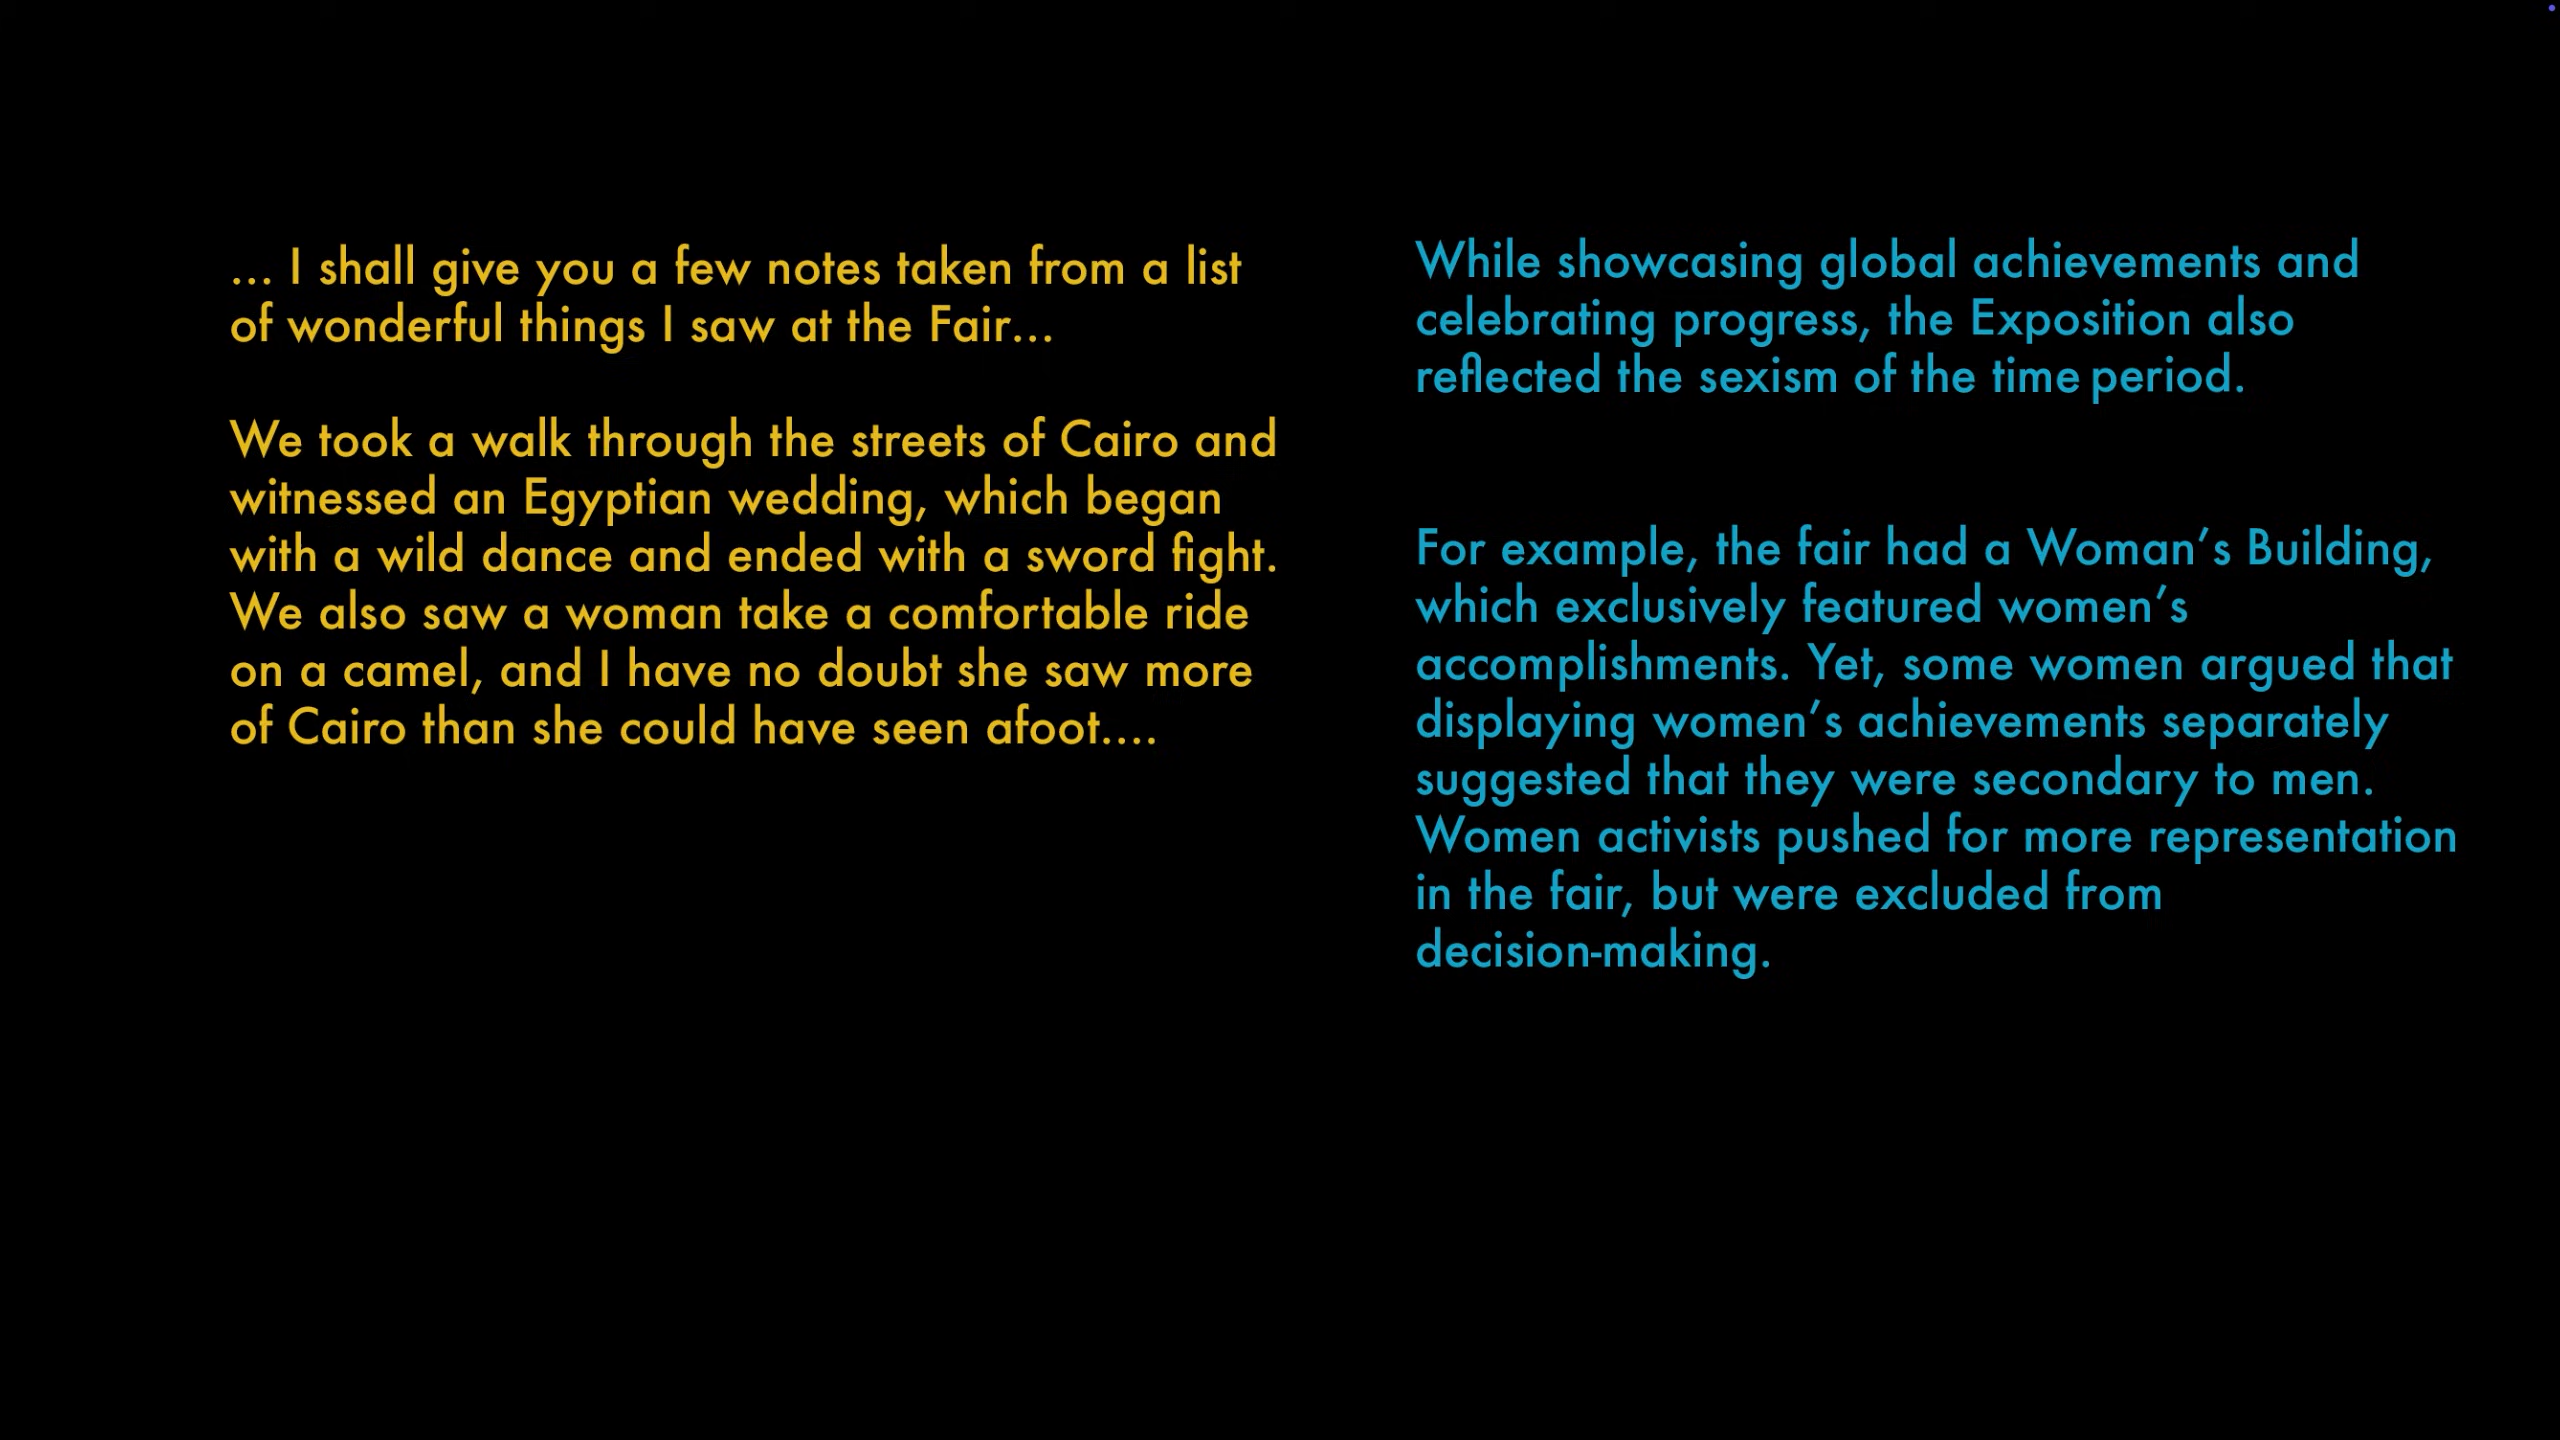 ... I shall give you a few notes taken from a list
of wonderful things I saw at the Fair...
We took a walk through the streets of Cairo and
witnessed an Egyptian wedding, which began
with a wild dance and ended with a sword fight.
We also saw a woman take a comfortable ride
on a camel, and I have no doubt she saw more
of Cairo than she could have seen afoot....
While showcasing global achievements and
celebrating progress, the Exposition also
reflected the sexism of the time period.
For example, the fair had a Woman’s Building,
which exclusively featured women’s
accomplishments. Yet, some women argued that
displaying women’s achievements separately
suggested that they were secondary to men.
Women activists pushed for more representation
in the fair, but were excluded from
decision-making.